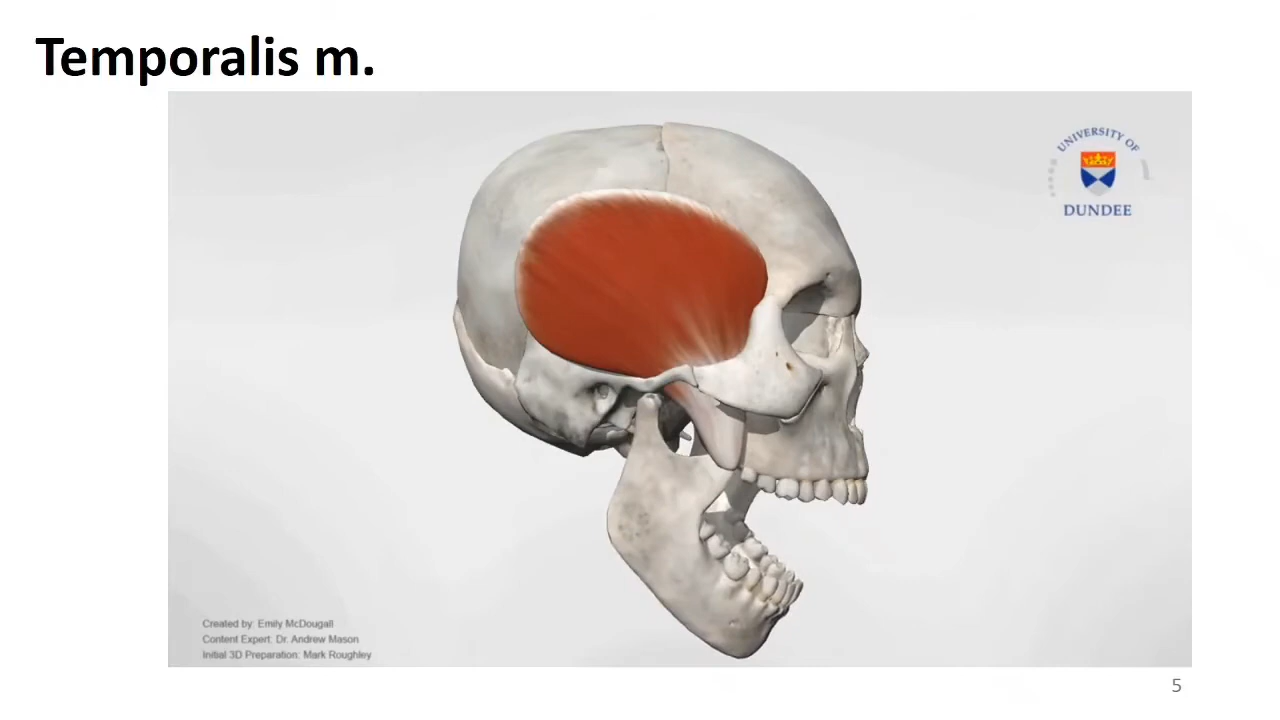 Temporalis m.
UNIVERSITY OF
DUNDEE
Created by: Emily McDougall
Content Expert: Dr. Andrew Mason
Initial 3D Preparation: Mark Roughley
5